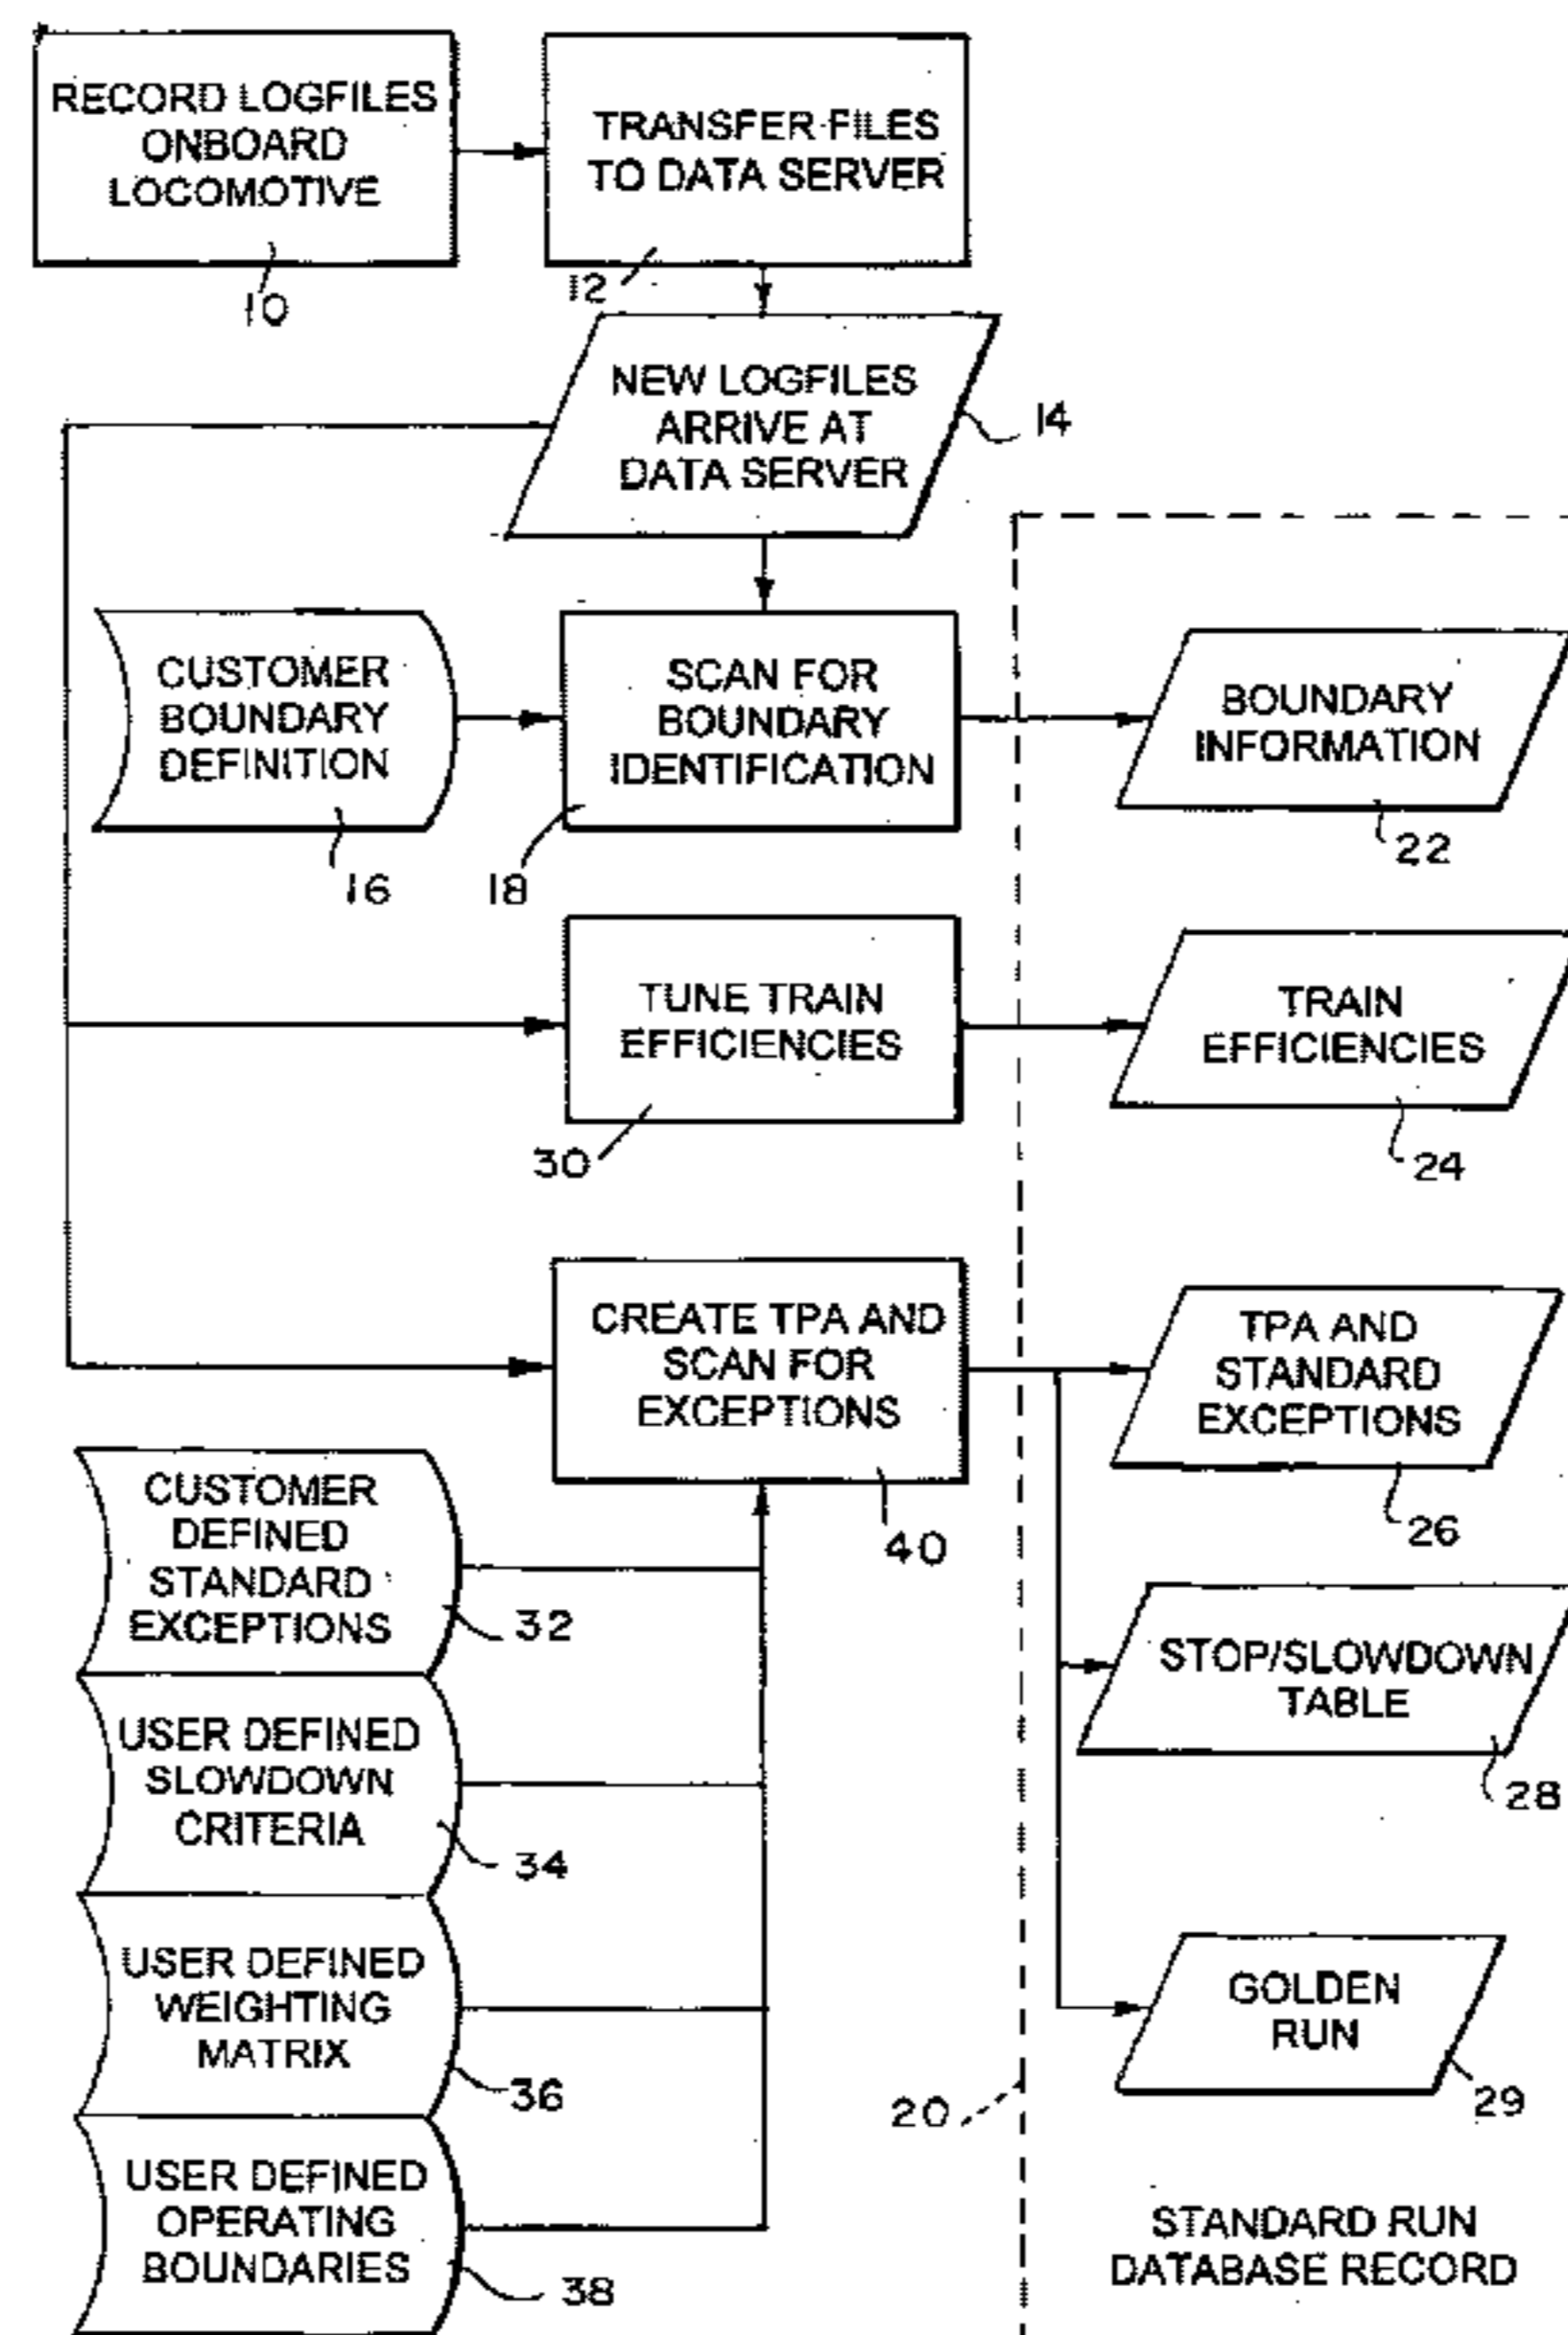 RECORD LOGFILES
ONBOARD
LOCOMOTIVE
10
TRANSFER FILES
TO DATA SERVER
12
NEW LOGFILES
ARRIVE AT
DATA SERVER
14
CUSTOMER
BOUNDARY
DEFINITION
16
SCAN FOR
BOUNDARY
IDENTIFICATION
18
BOUNDARY
INFORMATION
22
TUNE TRAIN
EFFICIENCIES
30
TRAIN
EFFICIENCIES
24
CREATE TPA AND
SCAN FOR
EXCEPTIONS
40
TPA AND
STANDARD
EXCEPTIONS
26
CUSTOMER
DEFINED
STANDARD
EXCEPTIONS
32
STOP/SLOWDOWN
TABLE
28
USER DEFINED
SLOWDOWN
CRITERIA
34
USER DEFINED
WEIGHTING
MATRIX
36
GOLDEN
RUN
29
20
USER DEFINED
OPERATING
BOUNDARIES
38
STANDARD RUN
DATABASE RECORD